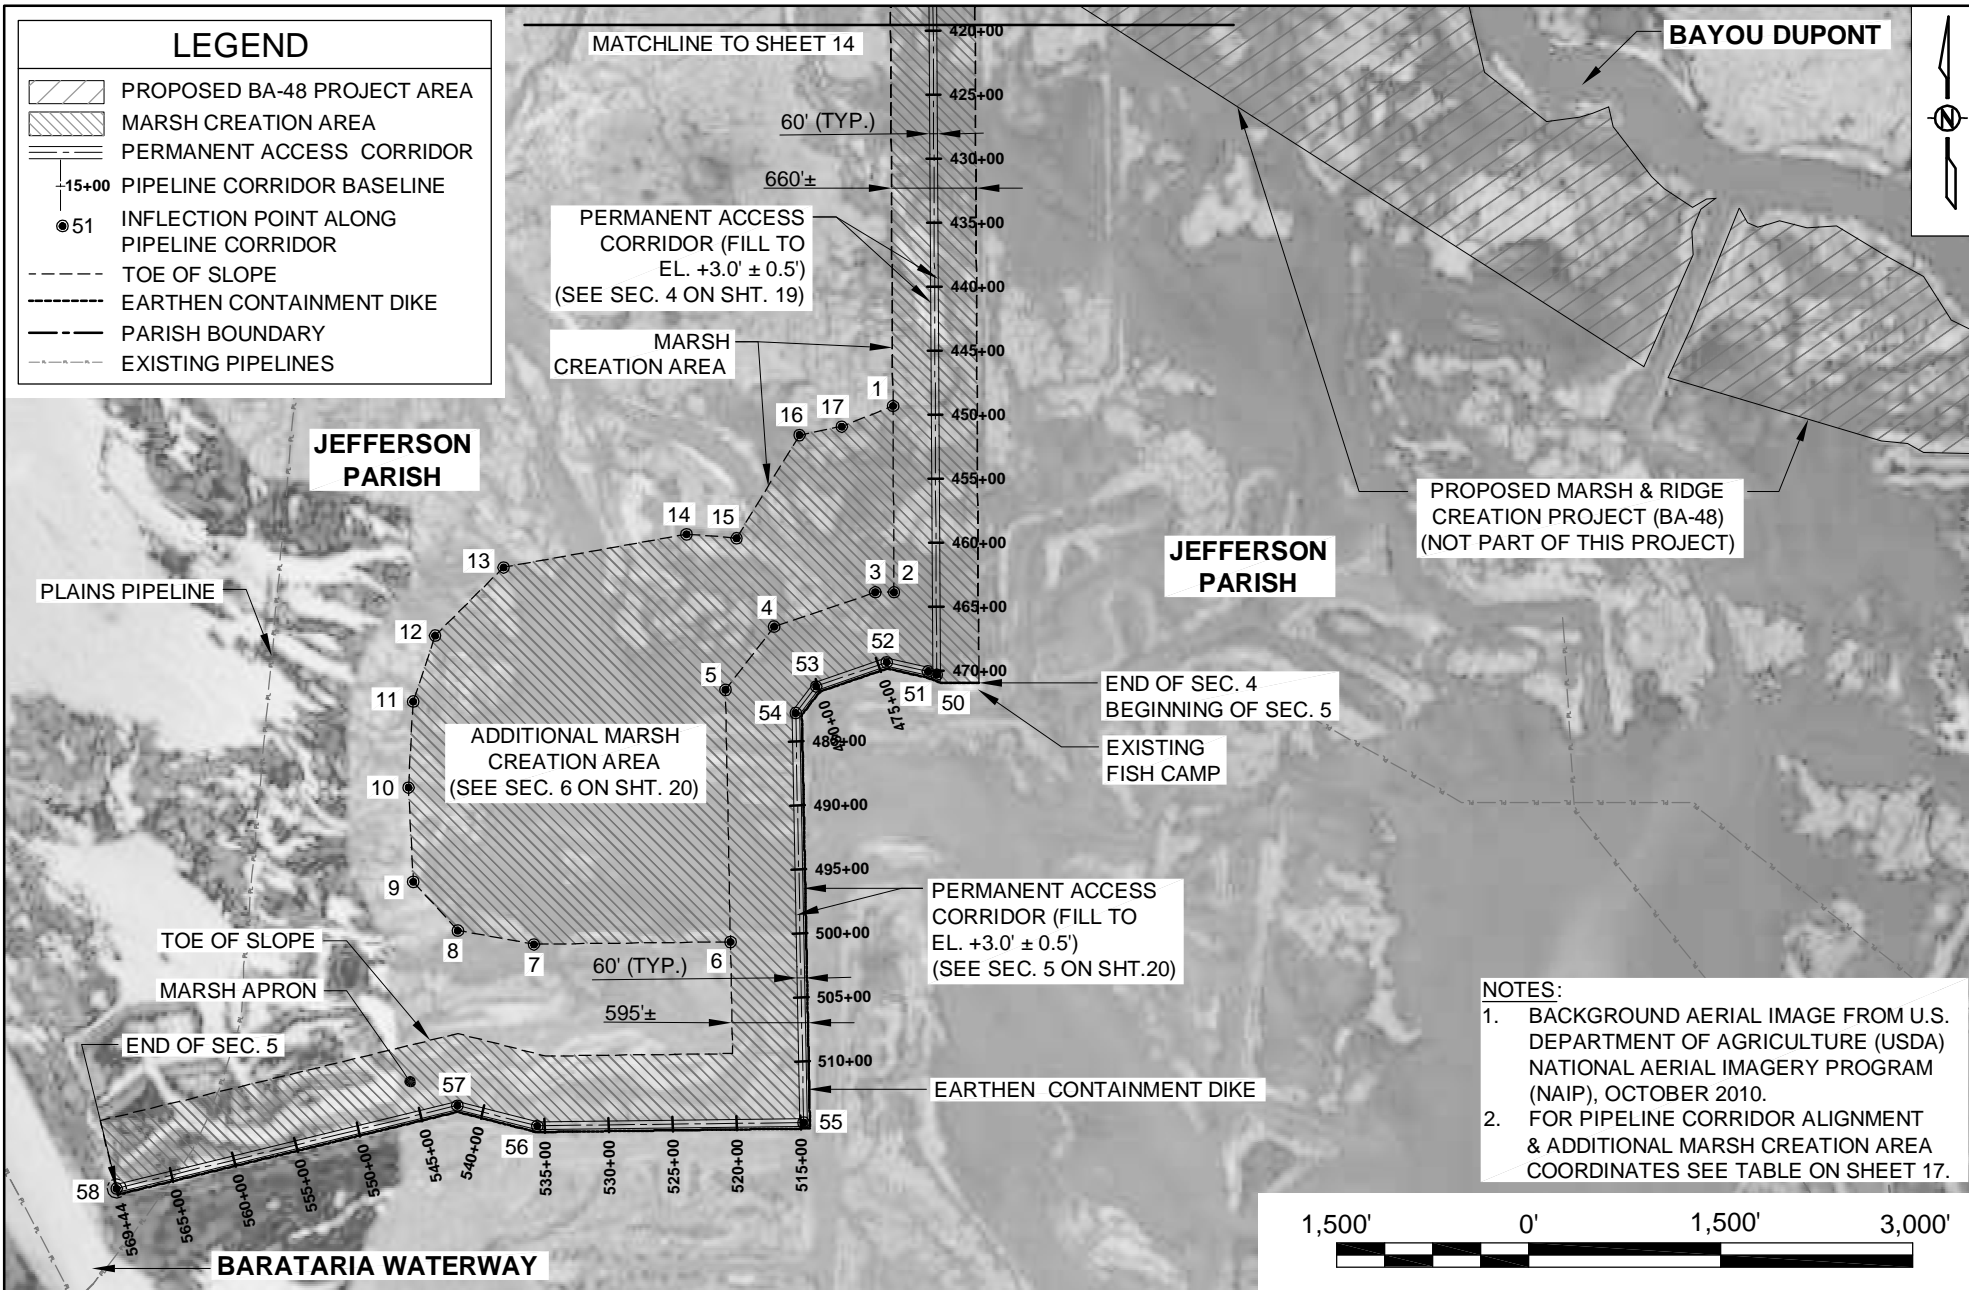 LEGEND
PROPOSED BA-48 PROJECT AREA
MARSH CREATION AREA
PERMANENT ACCESS CORRIDOR
15+00 PIPELINE CORRIDOR BASELINE
51 INFLECTION POINT ALONG
PIPELINE CORRIDOR
TOE OF SLOPE
EARTHEN CONTAINMENT DIKE
PARISH BOUNDARY
EXISTING PIPELINES
MATCHLINE TO SHEET 14
BAYOU DUPONT
N
60' (TYP.)
660'±
PERMANENT ACCESS
CORRIDOR (FILL TO
EL. +3.0' ± 0.5')
(SEE SEC. 4 ON SHT. 19)
MARSH
CREATION AREA
420+00
425+00
430+00
435+00
440+00
445+00
450+00
455+00
460+00
465+00
470+00
JEFFERSON
PARISH
PLAINS PIPELINE
1
17
16
15
14
13
12
11
10
9
8
7
6
5
4
3
2
JEFFERSON
PARISH
PROPOSED MARSH & RIDGE
CREATION PROJECT (BA-48)
(NOT PART OF THIS PROJECT)
52
53
54
51
50
475+00
480+00
485+00
490+00
495+00
500+00
505+00
510+00
END OF SEC. 4
BEGINNING OF SEC. 5
EXISTING
FISH CAMP
ADDITIONAL MARSH
CREATION AREA
(SEE SEC. 6 ON SHT. 20)
PERMANENT ACCESS
CORRIDOR (FILL TO
EL. +3.0' ± 0.5')
(SEE SEC. 5 ON SHT.20)
60' (TYP.)
595'±
TOE OF SLOPE
MARSH APRON
END OF SEC. 5
EARTHEN CONTAINMENT DIKE
55
56
57
58
515+00
520+00
525+00
530+00
535+00
540+00
545+00
550+00
555+00
560+00
565+00
569+44
BARATARIA WATERWAY
NOTES:
1. BACKGROUND AERIAL IMAGE FROM U.S.
DEPARTMENT OF AGRICULTURE (USDA)
NATIONAL AERIAL IMAGERY PROGRAM
(NAIP), OCTOBER 2010.
2. FOR PIPELINE CORRIDOR ALIGNMENT
& ADDITIONAL MARSH CREATION AREA
COORDINATES SEE TABLE ON SHEET 17.
1,500' 0' 1,500' 3,000'